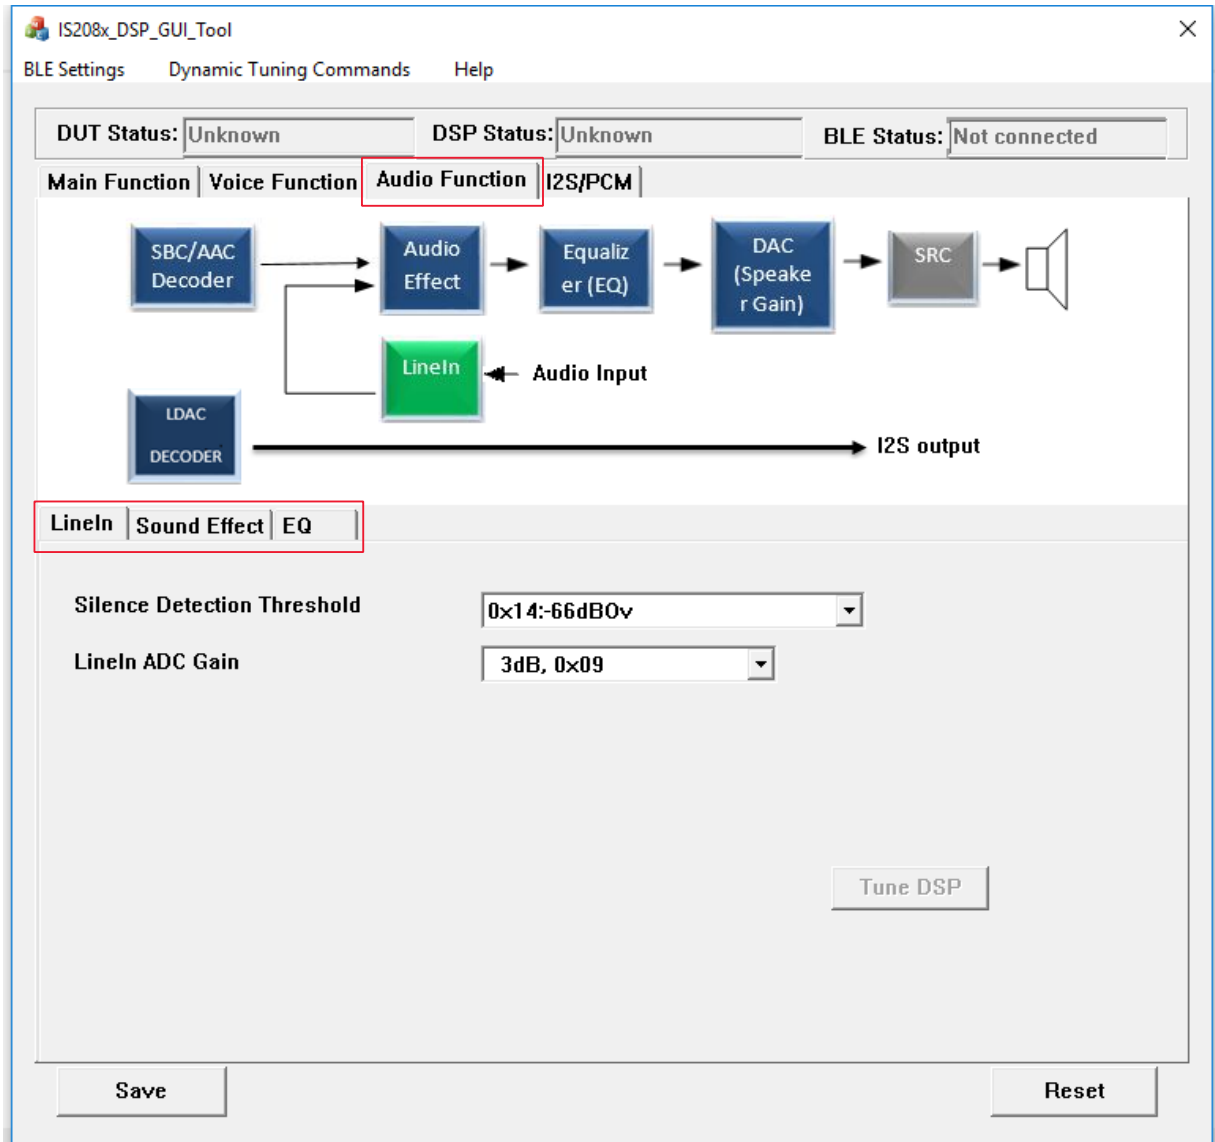 IS208x_DSP_GUI_Tool
BLE Settings Dynamic Tuning Commands Help
DUT Status: Unknown DSP Status: Unknown BLE Status: Not connected
Main Function Voice Function Audio Function I2S/PCM
SBC/AAC
Decoder
Audio
Effect
Equaliz
er (EQ)
DAC
(Speake
r Gain)
SRC
LineIn
Audio Input
LDAC
DECODER
I2S output
LineIn Sound Effect EQ
Silence Detection Threshold 0x14:-66dBOv
LineIn ADC Gain 3dB, 0x09
Tune DSP
Save Reset